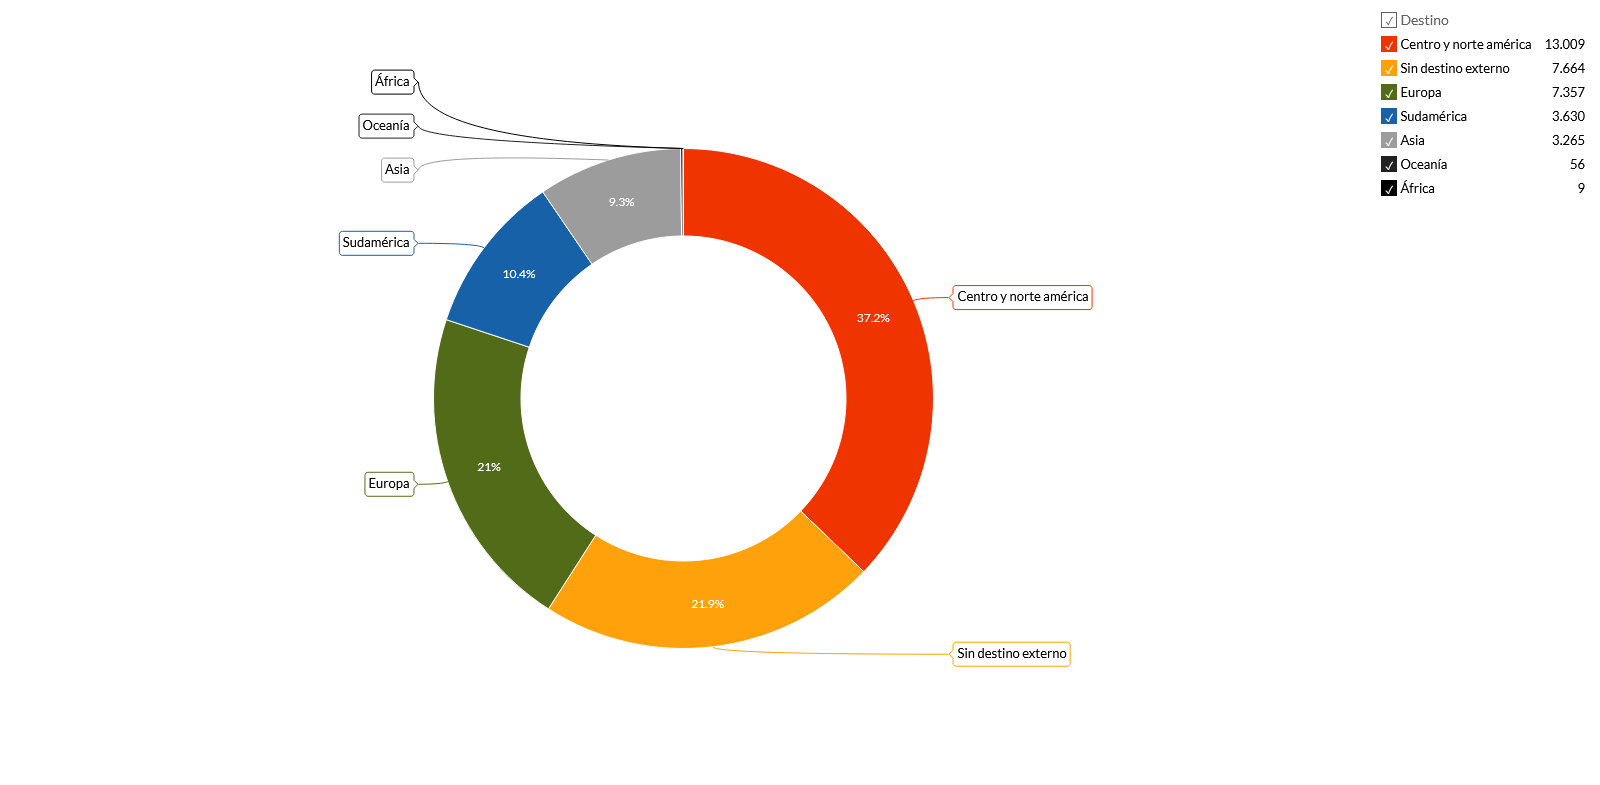 Destino
Centro y norte américa 13.009
Sin destino externo 7.664
Europa 7.357
Sudamérica 3.630
Asia 3.265
Oceanía 56
África 9
África
Oceanía
Asia
9.3%
Sudamérica
10.4%
Centro y norte américa
37.2%
Europa
21%
21.9%
Sin destino externo